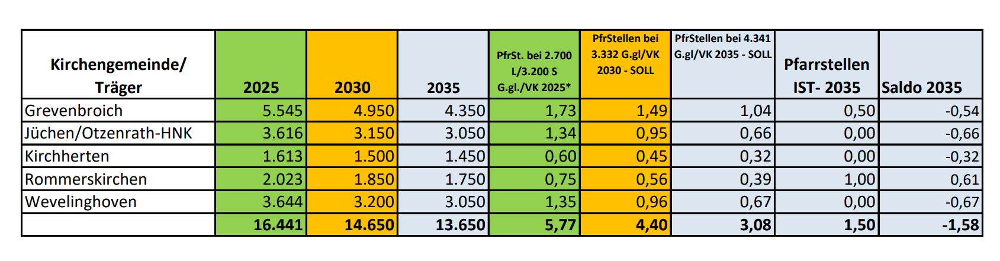 Kirchengemeinde/
Träger
2025
2030
2035
PfrSt. bei 2.700
L/3.200 S
G.gl./VK 2025*
PfrStellen bei
3.332 G.gl/VK
2030 - SOLL
PfrStellen bei 4.341
G.gl/VK 2035 - SOLL
Pfarrstellen
IST- 2035
Saldo 2035
Grevenbroich 5.545 4.950 4.350 1,73 1,49 1,04 0,50 -0,54
Jüchen/Otzenrath-HNK 3.616 3.150 3.050 1,34 0,95 0,66 0,00 -0,66
Kirchherten 1.613 1.500 1.450 0,60 0,45 0,32 0,00 -0,32
Rommerskirchen 2.023 1.850 1.750 0,75 0,56 0,39 1,00 0,61
Wevelinghoven 3.644 3.200 3.050 1,35 0,96 0,67 0,00 -0,67
16.441 14.650 13.650 5,77 4,40 3,08 1,50 -1,58